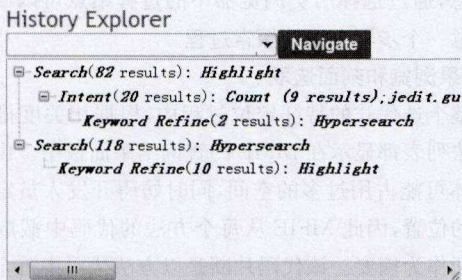 History Explorer
Navigate
Search(82 results): Highlight
Intent(20 results): Count (9 results);jedit.gu
Keyword Refine(2 results): Hypersearch
Search(118 results): Hypersearch
Keyword Refine(10 results): Highlight